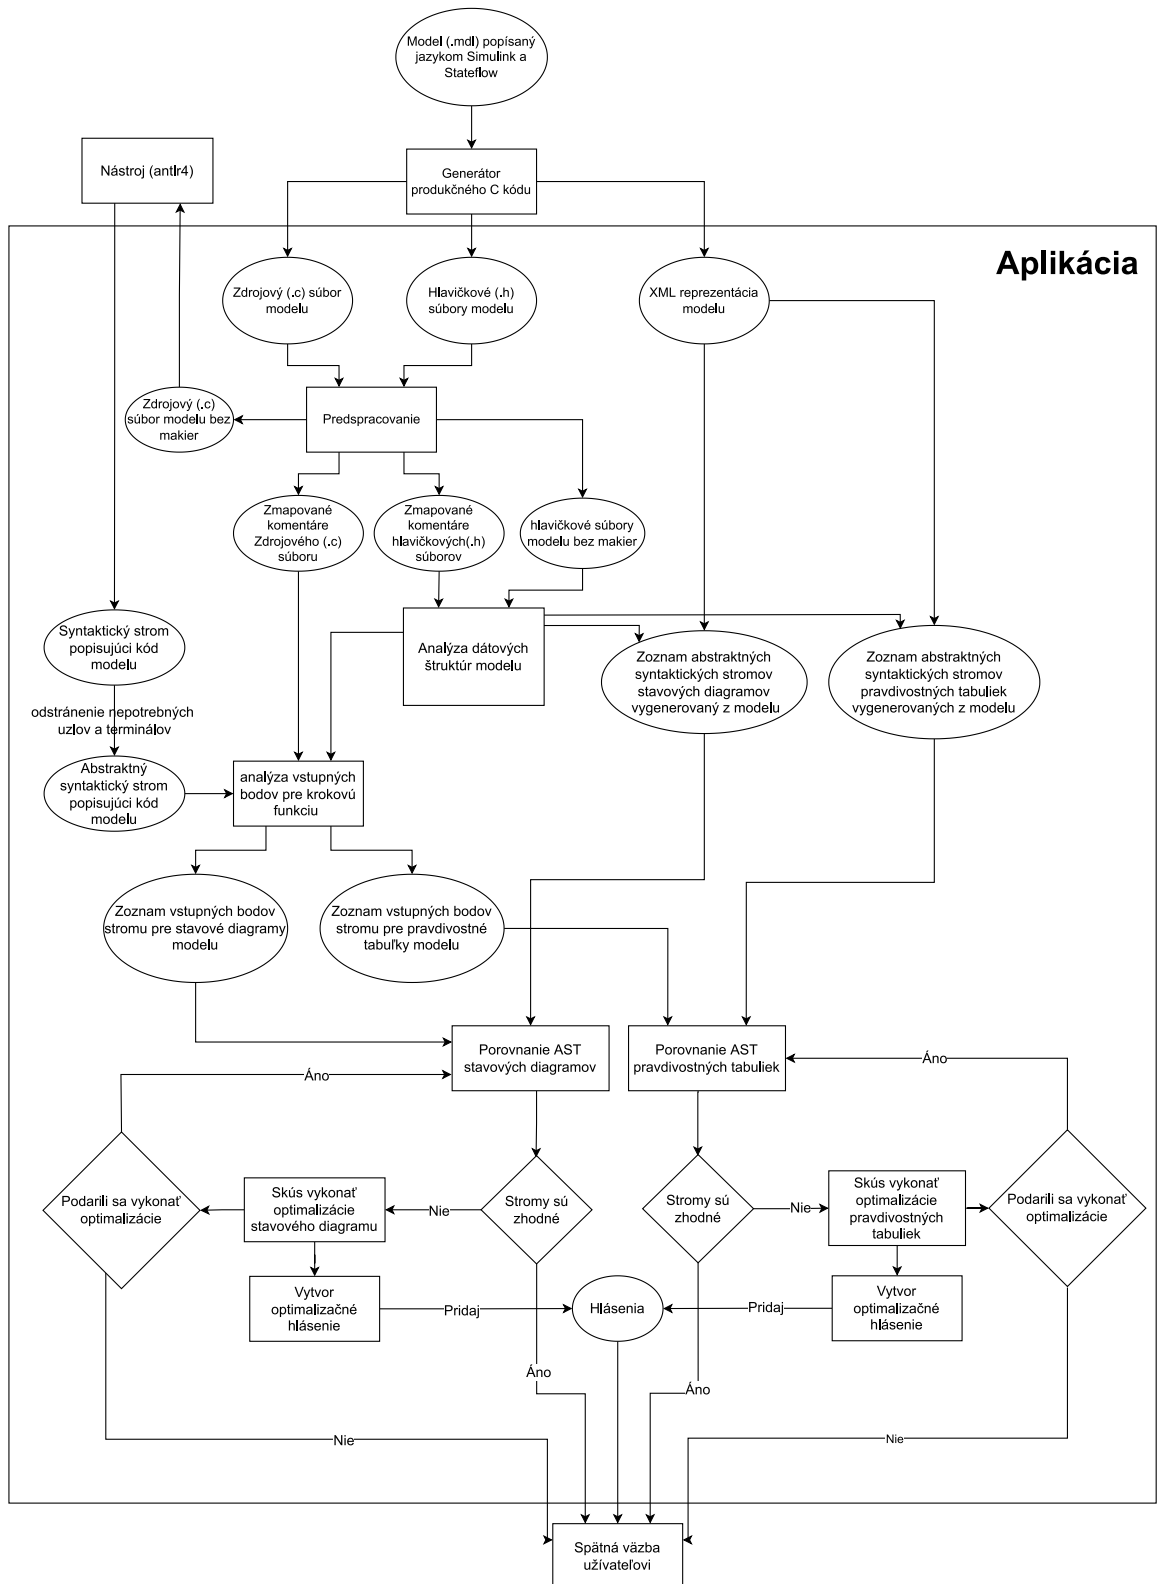 Model (.mdl) popísaný
jazykom Simulink a
Stateflow
Nástroj (antlr4)
Generátor
produkčného C kódu
Aplikácia
Zdrojový (.c) súbor
modelu
Hlavičkové (.h)
súbory modelu
XML reprezentácia
modelu
Zdrojový (.c)
súbor modelu bez
makier
Predspracovanie
Zmapované
komentáre
Zdrojového (.c)
súboru
Zmapované
komentáre
hlavičkových(.h)
súborov
hlavičkové súbory
modelu bez makier
Syntaktický strom
popisujúci kód
modelu
Analýza dátových
štruktúr modelu
Zoznam abstraktných
syntaktických stromov
stavových diagramov
vygenerovaný z modelu
Zoznam abstraktných
syntaktických stromov
pravdivostných tabuliek
vygenerovaných z modelu
odstránenie nepotrebných
uzlov a terminálov
Abstraktný
syntaktický strom
popisujúci kód
modelu
analýza vstupných
bodov pre krokovú
funkciu
Zoznam vstupných bodov
stromu pre stavové diagramy
modelu
Zoznam vstupných bodov
stromu pre pravdivostné
tabuľky modelu
Porovnanie AST
stavových diagramov
Porovnanie AST
pravdivostných tabuliek
Áno
Áno
Podarili sa vykonať
optimalizácie
Skús vykonať
optimalizácie
stavového diagramu
Nie
Stromy sú
zhodné
Stromy sú
zhodné
Nie
Skús vykonať
optimalizácie
pravdivostných
tabuliek
Podarili sa vykonať
optimalizácie
Vytvor
optimalizačné
hlásenie
Pridaj
Hlásenia
Pridaj
Vytvor
optimalizačné
hlásenie
Áno
Áno
Nie
Nie
Spätná väzba
užívateľovi